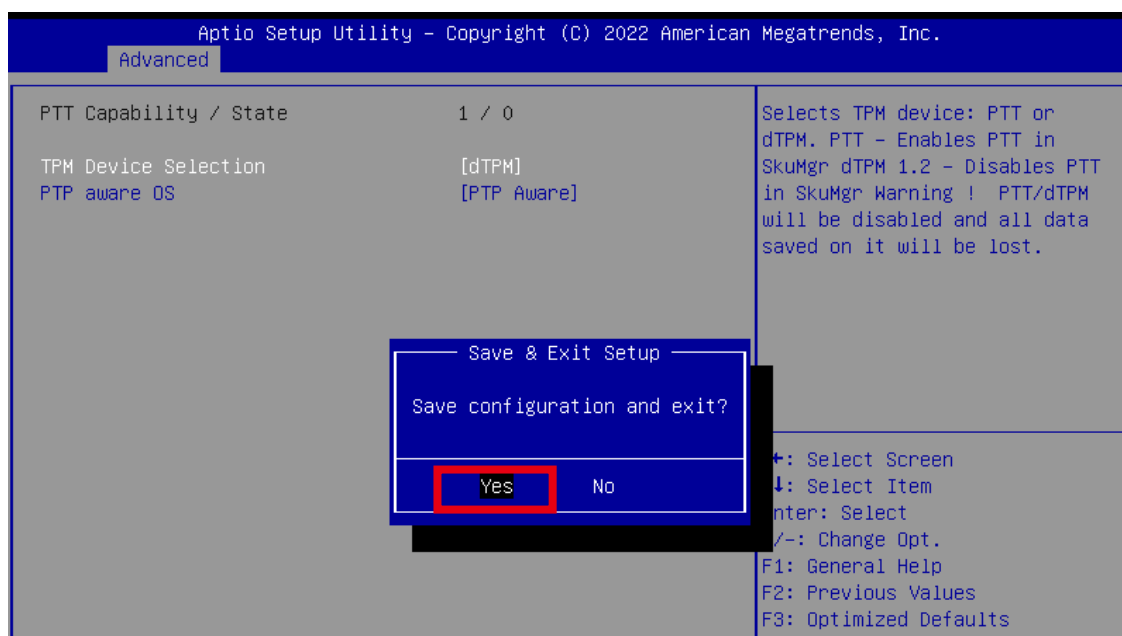 Aptio Setup Utility – Copyright (C) 2022 American Megatrends, Inc.
Advanced
PTT Capability / State 1 / 0
TPM Device Selection [dTPM]
PTP aware OS [PTP Aware]
Selects TPM device: PTT or
dTPM. PTT – Enables PTT in
SkuMgr dTPM 1.2 – Disables PTT
in SkuMgr Warning ! PTT/dTPM
will be disabled and all data
saved on it will be lost.
Save & Exit Setup
Save configuration and exit?
Yes No
: Select Screen
↓: Select Item
nter: Select
/–: Change Opt.
F1: General Help
F2: Previous Values
F3: Optimized Defaults